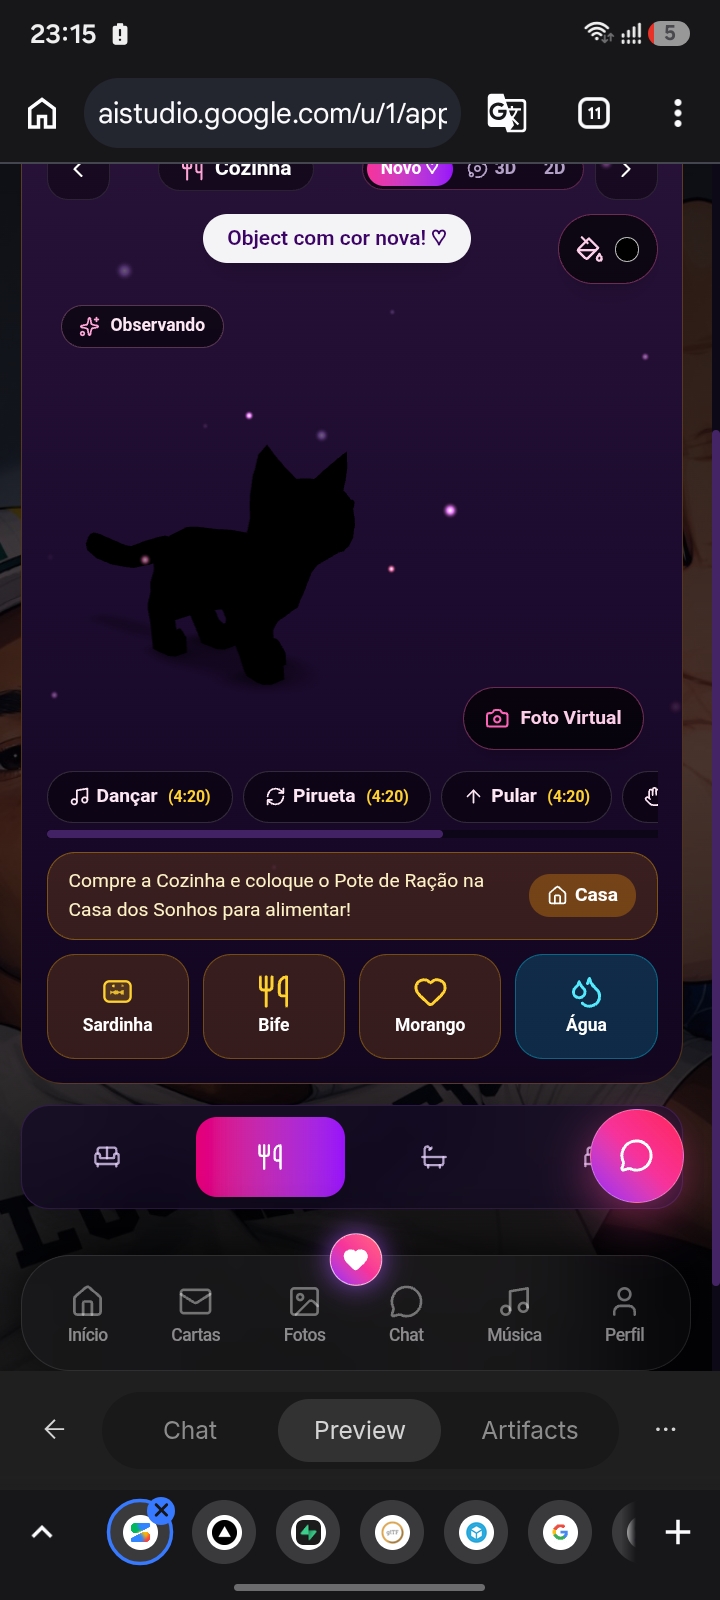 23:15
5
aistudio.google.com/u/1/app
11
Cozinha
Novo ♡
3D
2D
Object com cor nova! ♡
Observando
Foto Virtual
Dançar (4:20)
Pirueta (4:20)
Pular (4:20)
Compre a Cozinha e coloque o Pote de Ração na
Casa dos Sonhos para alimentar!
Casa
Sardinha
Bife
Morango
Água
Início
Cartas
Fotos
Chat
Música
Perfil
Chat
Preview
Artifacts